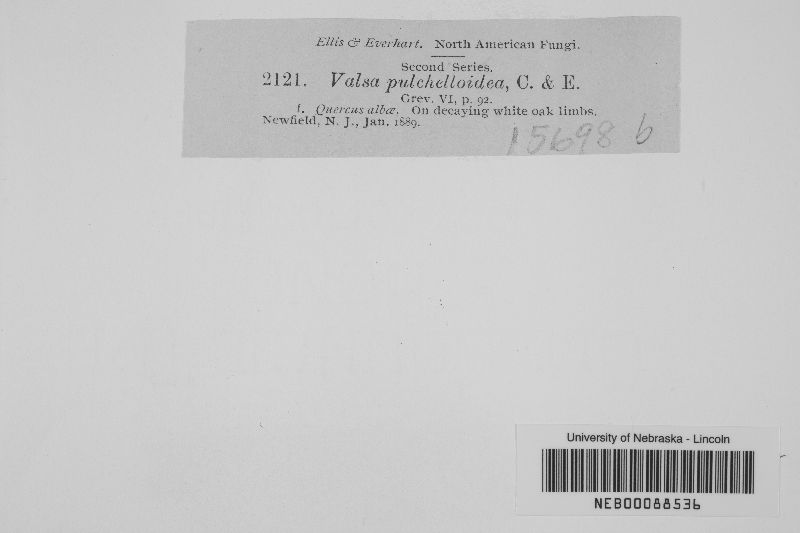 Ellis & Everhart. North American Fungi.
Second Series.
2121. Valsa pulchelloidea, C. & E.
Grev. VI, p. 92.
f. Quercus albæ. On decaying white oak limbs.
Newfield, N. J., Jan. 1889.
15698 b
University of Nebraska - Lincoln
NEB00088536